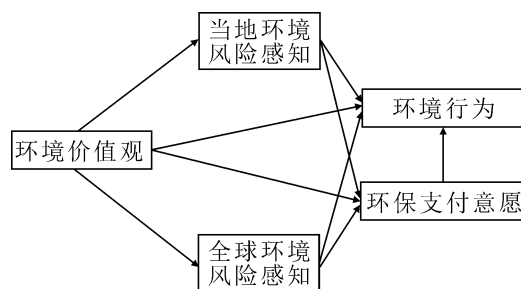 当地环境
风险感知
环境行为
环境价值观
环保支付意愿
全球环境
风险感知